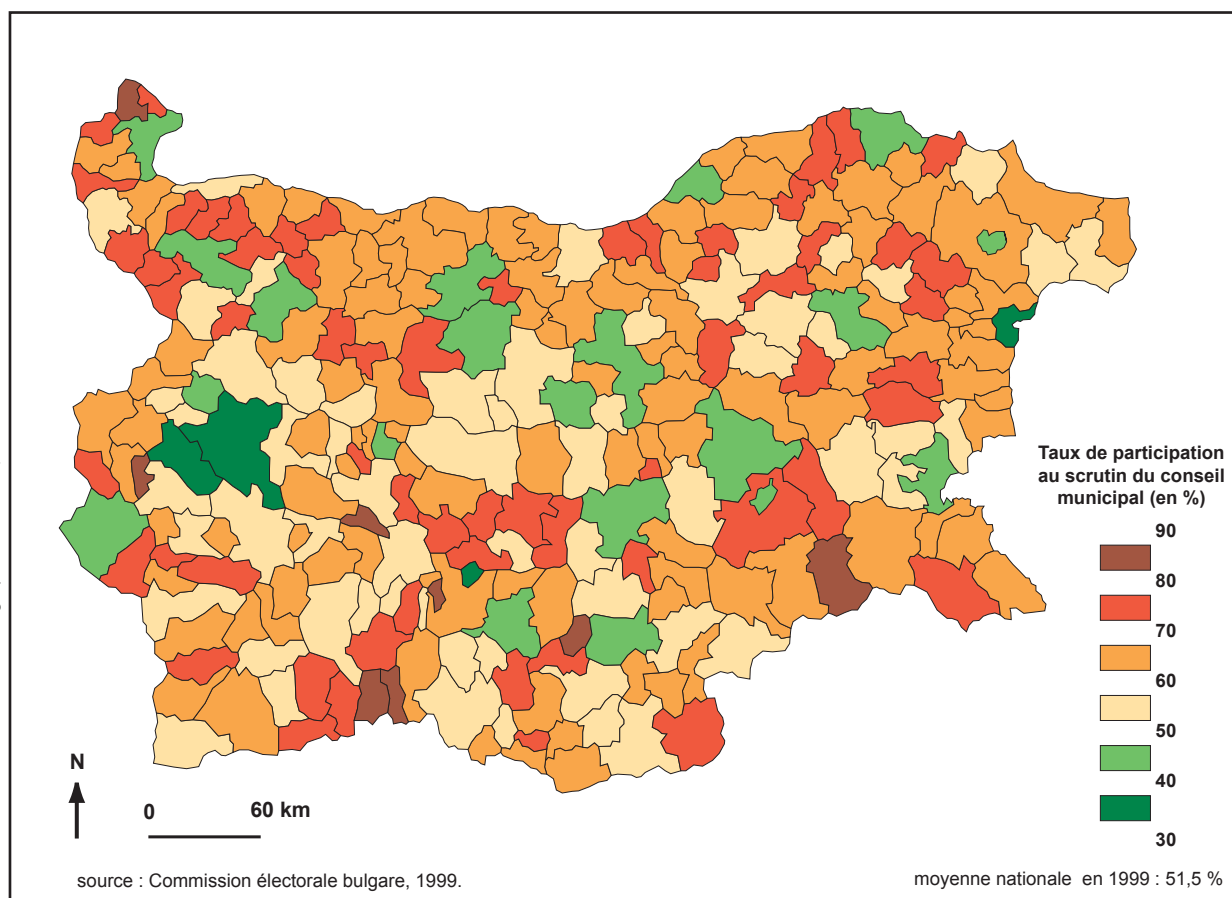 Taux de participation
au scrutin du conseil
municipal (en %)
90
80
70
60
50
40
30
N
0 60 km
source : Commission électorale bulgare, 1999.
moyenne nationale en 1999 : 51,5 %